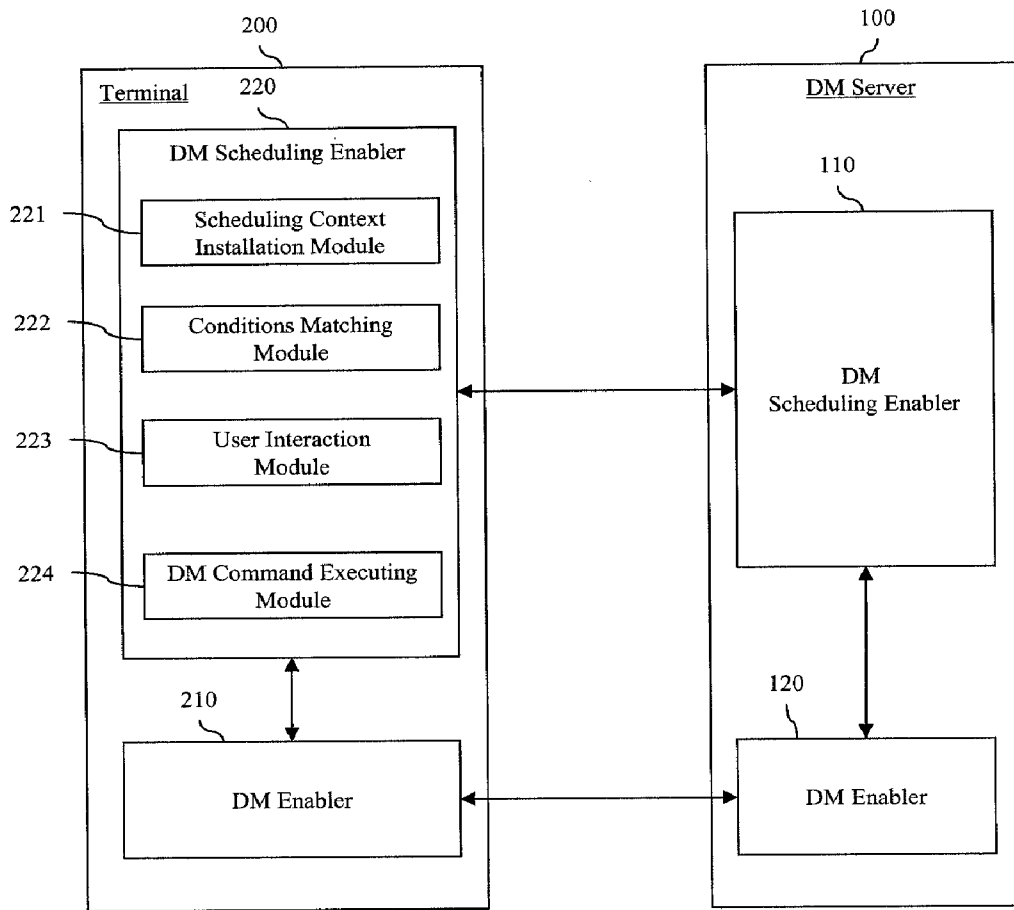 200
Terminal
220
DM Scheduling Enabler
221
Scheduling Context
Installation Module
222
Conditions Matching
Module
223
User Interaction
Module
224
DM Command Executing
Module
210
DM Enabler
100
DM Server
110
DM
Scheduling Enabler
120
DM Enabler